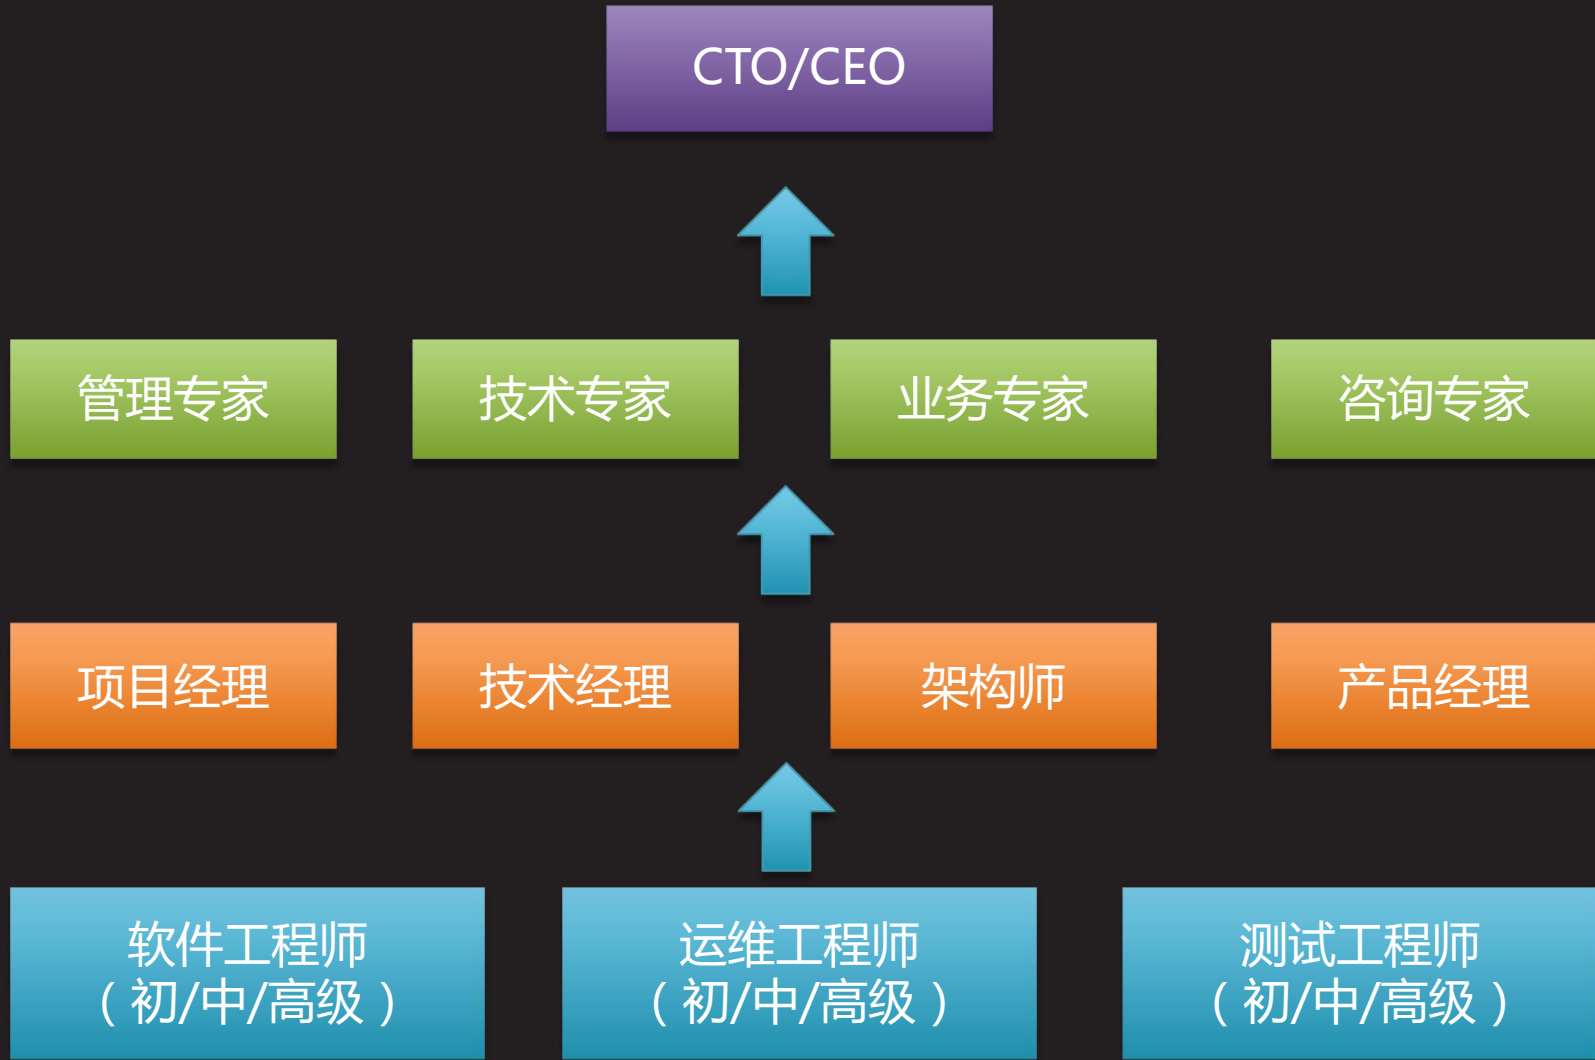 CTO/CEO
管理专家
技术专家
业务专家
咨询专家
项目经理
技术经理
架构师
产品经理
软件工程师
（初/中/高级）
运维工程师
（初/中/高级）
测试工程师
（初/中/高级）